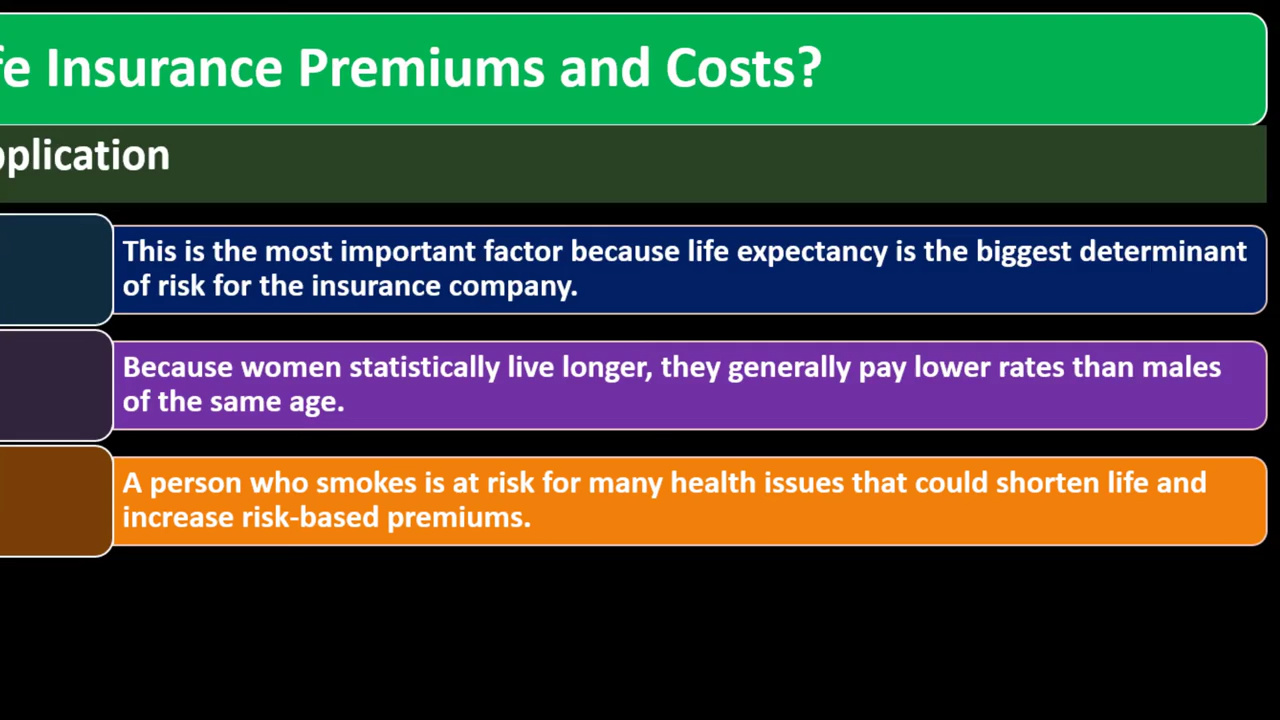 fe Insurance Premiums and Costs?
pplication
This is the most important factor because life expectancy is the biggest determinant
of risk for the insurance company.
Because women statistically live longer, they generally pay lower rates than males
of the same age.
A person who smokes is at risk for many health issues that could shorten life and
increase risk-based premiums.